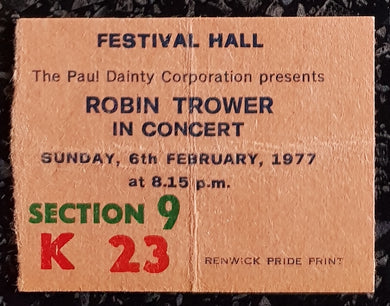 FESTIVAL HALL
The Paul Dainty Corporation presents
ROBIN TROWER
IN CONCERT
SUNDAY, 6th FEBRUARY, 1977
at 8.15 p.m.
SECTION 9
K 23
RENWICK PRIDE PRINT